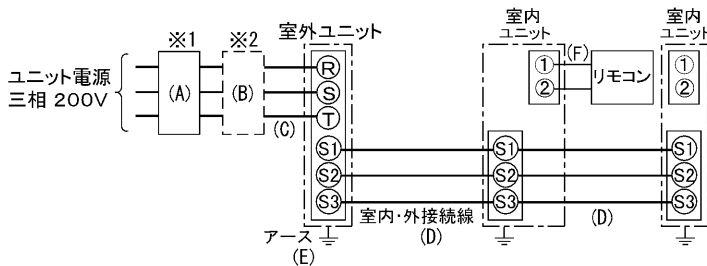 ※1
※2
室外ユニット
室内
ユニット
室内
ユニット
ユニット電源
三相 200V
(A)
(B)
(C)
R
S
T
① (F)
②
リモコン
①
②
S1
S2
S3
S1
S2
S3
S1
S2
S3
室内・外接続線
(D)
(D)
アース
(E)